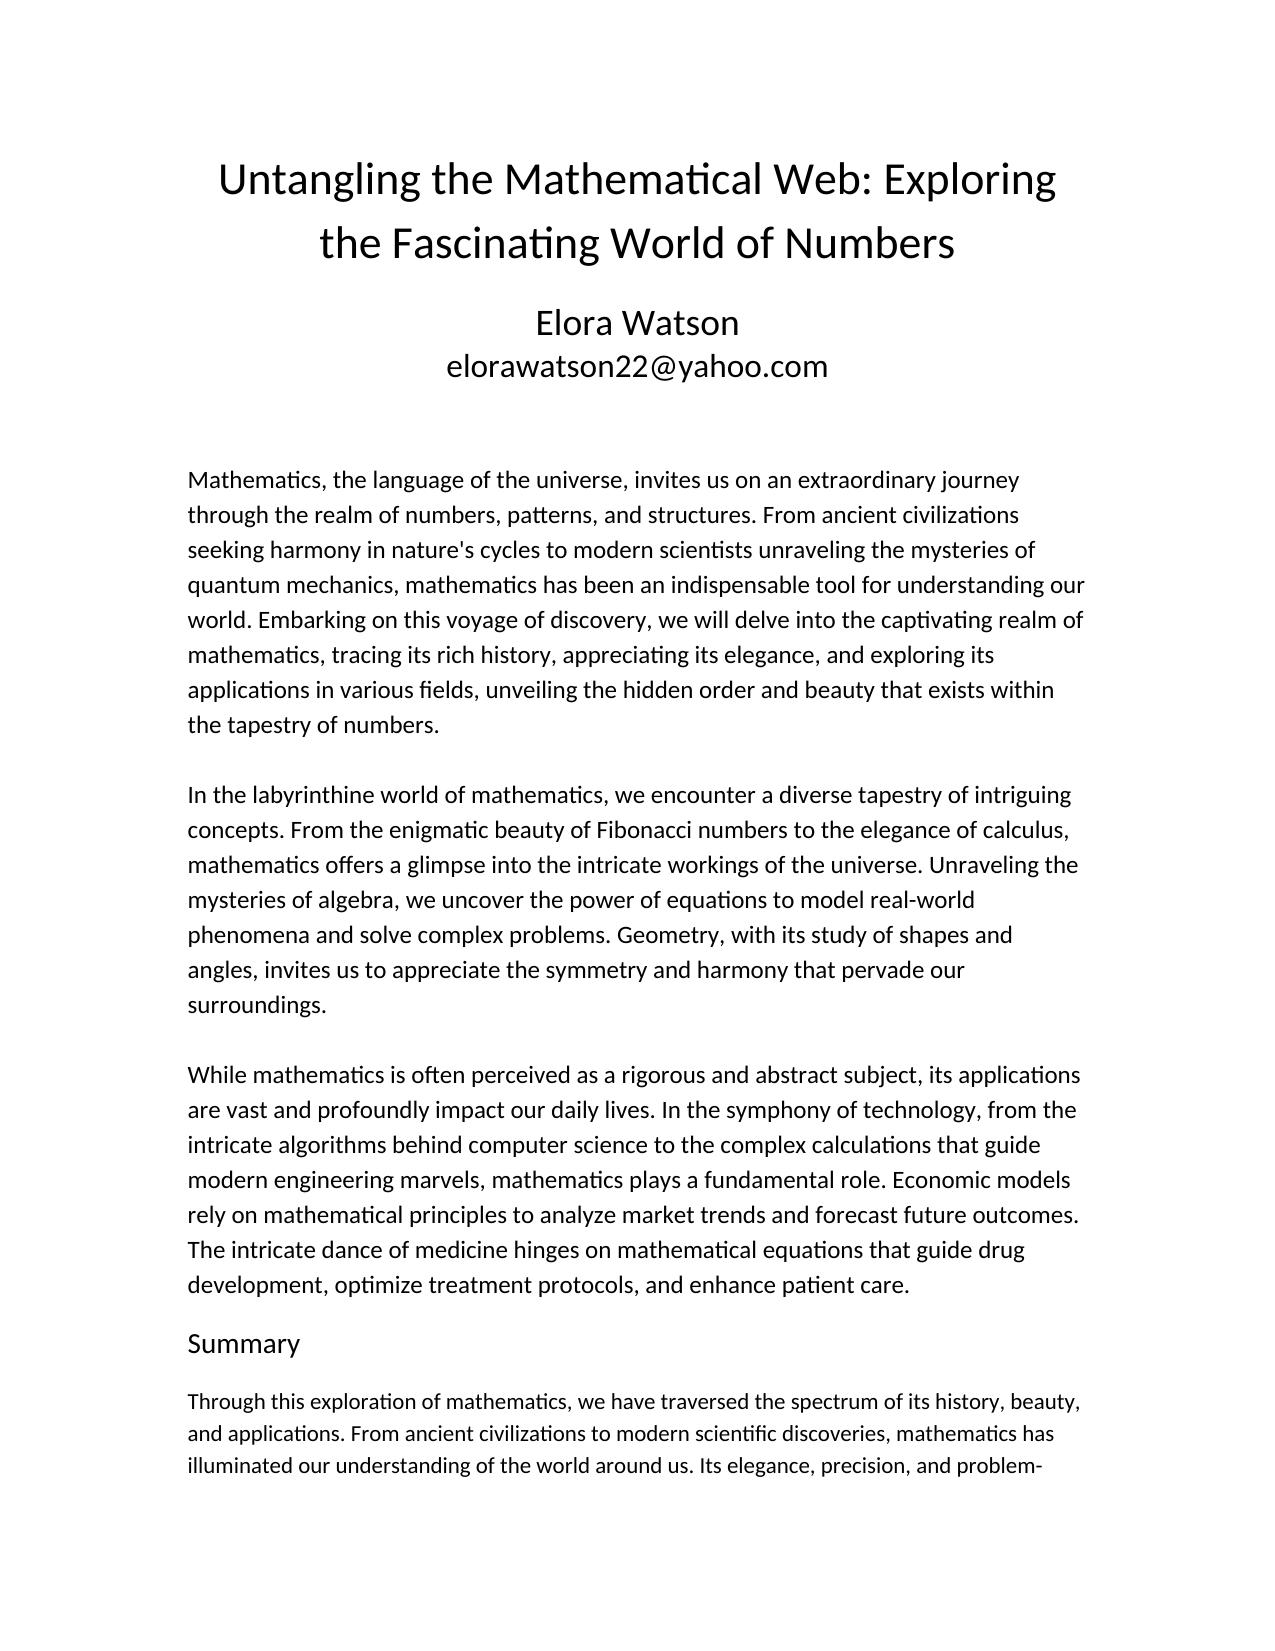 Untangling the Mathematical Web: Exploring
the Fascinating World of Numbers
Elora Watson
elorawatson22@yahoo.com
Mathematics, the language of the universe, invites us on an extraordinary journey
through the realm of numbers, patterns, and structures. From ancient civilizations
seeking harmony in nature's cycles to modern scientists unraveling the mysteries of
quantum mechanics, mathematics has been an indispensable tool for understanding our
world. Embarking on this voyage of discovery, we will delve into the captivating realm of
mathematics, tracing its rich history, appreciating its elegance, and exploring its
applications in various fields, unveiling the hidden order and beauty that exists within
the tapestry of numbers.
In the labyrinthine world of mathematics, we encounter a diverse tapestry of intriguing
concepts. From the enigmatic beauty of Fibonacci numbers to the elegance of calculus,
mathematics offers a glimpse into the intricate workings of the universe. Unraveling the
mysteries of algebra, we uncover the power of equations to model real-world
phenomena and solve complex problems. Geometry, with its study of shapes and
angles, invites us to appreciate the symmetry and harmony that pervade our
surroundings.
While mathematics is often perceived as a rigorous and abstract subject, its applications
are vast and profoundly impact our daily lives. In the symphony of technology, from the
intricate algorithms behind computer science to the complex calculations that guide
modern engineering marvels, mathematics plays a fundamental role. Economic models
rely on mathematical principles to analyze market trends and forecast future outcomes.
The intricate dance of medicine hinges on mathematical equations that guide drug
development, optimize treatment protocols, and enhance patient care.
Summary
Through this exploration of mathematics, we have traversed the spectrum of its history, beauty,
and applications. From ancient civilizations to modern scientific discoveries, mathematics has
illuminated our understanding of the world around us. Its elegance, precision, and problem-